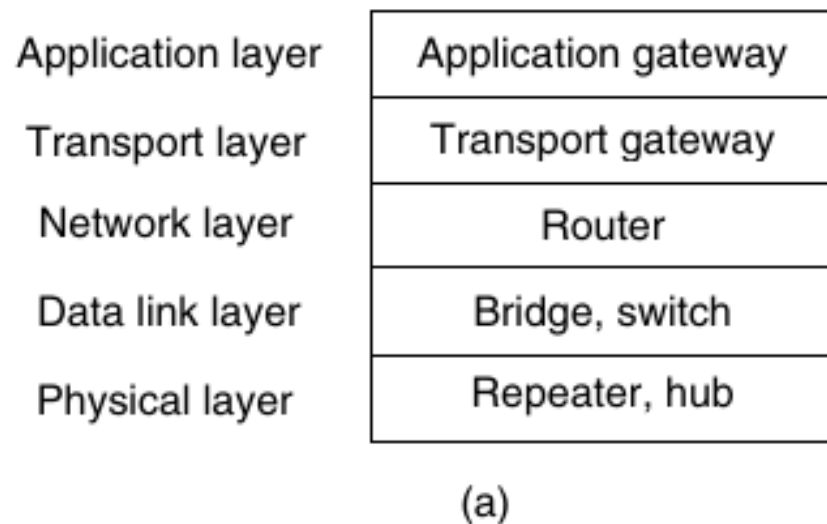 Application layer Application gateway
Transport layer Transport gateway
Network layer Router
Data link layer Bridge, switch
Physical layer Repeater, hub
(a)